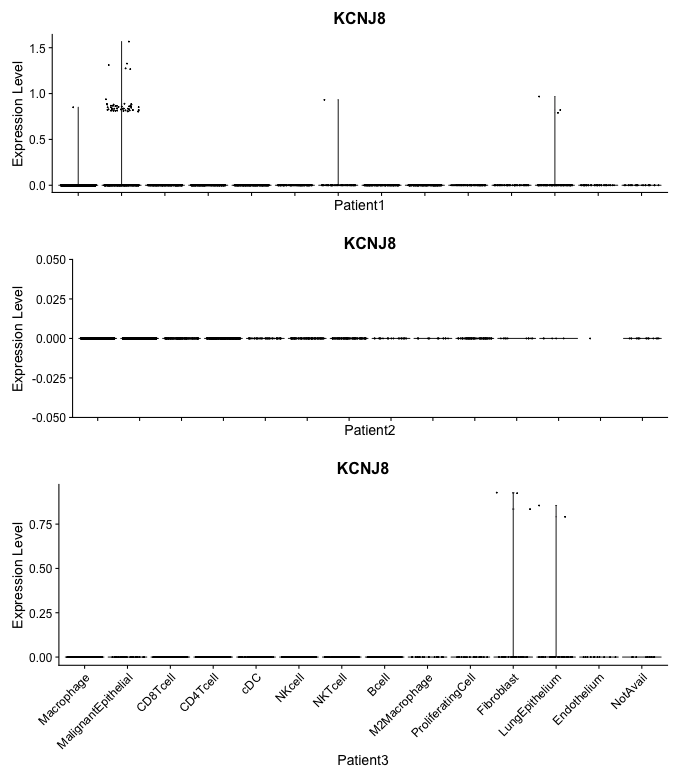 KCNJ8
Expression Level
1.5
1.0
0.5
0.0
Patient1
KCNJ8
Expression Level
0.050
0.025
0.000
-0.025
-0.050
Patient2
KCNJ8
Expression Level
0.75
0.50
0.25
0.00
Macrophage
MalignantEpithelial
CD8Tcell
CD4Tcell
cDC
NKcell
NKTcell
Bcell
M2Macrophage
ProliferatingCell
Fibroblast
LungEpithelium
Endothelium
NotAvail
Patient3